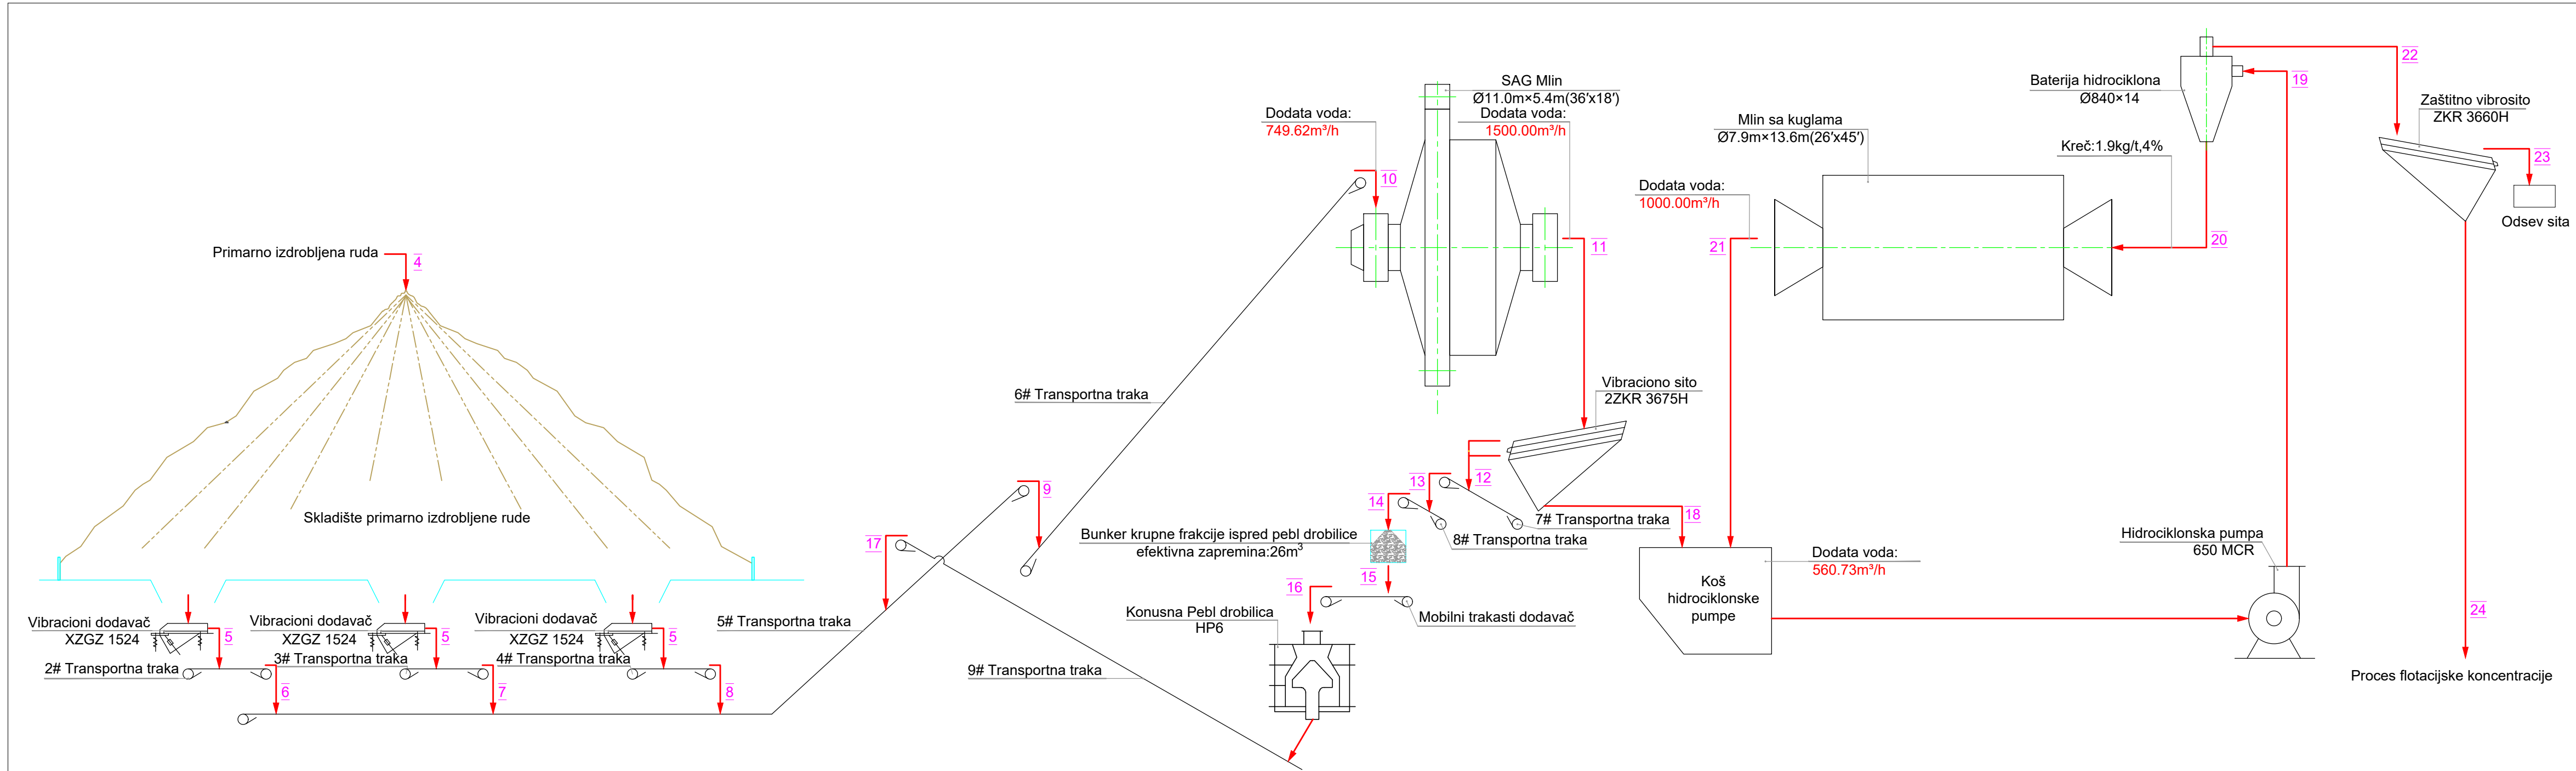 22
19
SAG Mlin
Ø11.0m×5.4m(36′x18′)
Baterija hidrociklona
Ø840×14
Zaštitno vibrosito
ZKR 3660H
Dodata voda:
749.62m³/h
Dodata voda:
1500.00m³/h
Mlin sa kuglama
Ø7.9m×13.6m(26′x45′)
Kreč:1.9kg/t,4%
23
10
Dodata voda:
1000.00m³/h
Odsev sita
Primarno izdrobljena ruda
4
11
21
20
Vibraciono sito
2ZKR 3675H
6# Transportna traka
9
13
12
14
Skladište primarno izdrobljene rude
17
18
7# Transportna traka
Bunker krupne frakcije ispred pebl drobilice
efektivna zapremina:26m³
8# Transportna traka
Hidrociklonska pumpa
650 MCR
Dodata voda:
560.73m³/h
15
16
Koš
hidrociklonske
pumpe
24
Konusna Pebl drobilica
HP6
Mobilni trakasti dodavač
Vibracioni dodavač
XZGZ 1524
5
Vibracioni dodavač
XZGZ 1524
5
Vibracioni dodavač
XZGZ 1524
5
5# Transportna traka
2# Transportna traka
3# Transportna traka
4# Transportna traka
9# Transportna traka
Proces flotacijske koncentracije
6
7
8